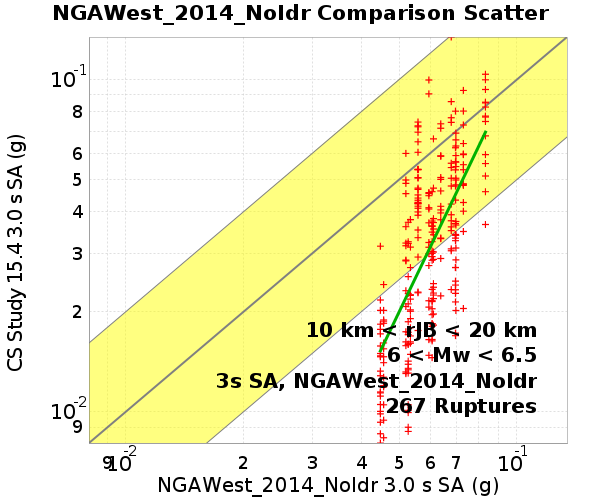 NGAWest_2014_NoIdr Comparison Scatter
CS Study 15.4 3.0 s SA (g)
10-1
8
6
5
4
3
2
10-2
9
10 km < rJB < 20 km
6 < Mw < 6.5
3s SA, NGAWest_2014_NoIdr
267 Ruptures
9 10-2 2 3 4 5 6 7 10-1
NGAWest_2014_NoIdr 3.0 s SA (g)